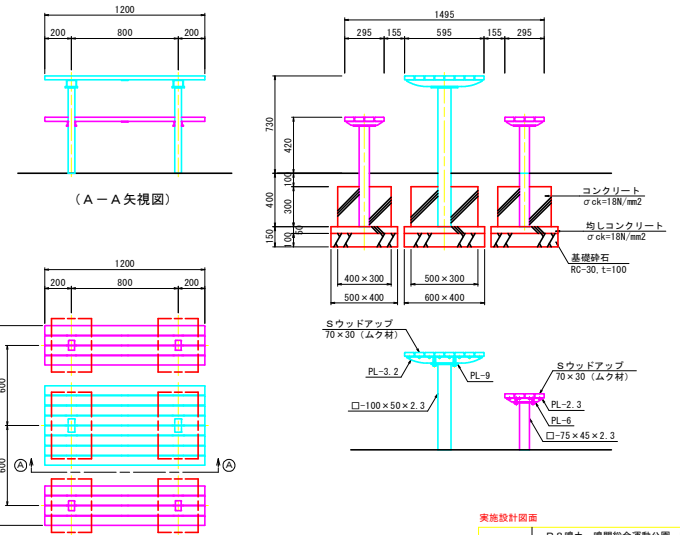 1200
200 800 200
(A－A矢視図)
1495
295 155 595 155 295
730
420
100
400
300
150
50
100
400×300
500×400
500×300
600×400
コンクリート
σck=18N/mm2
均しコンクリート
σck=18N/mm2
基礎砕石
RC-30,t=100
1200
200 800 200
600
600
A A
Sウッドアップ
70×30（ムク材）
PL-3.2
PL-9
□-100×50×2.3
Sウッドアップ
70×30（ムク材）
PL-2.3
PL-6
□-75×45×2.3
実施設計図面